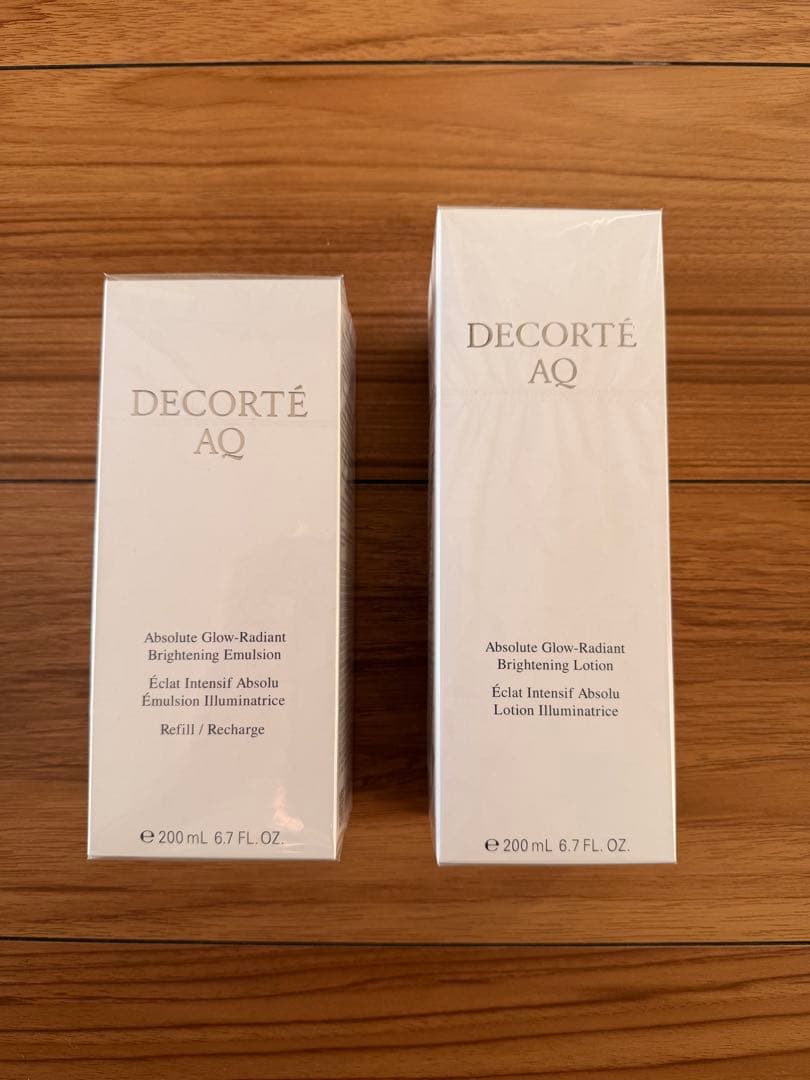 DECORTÉ
AQ
Absolute Glow-Radiant
Brightening Emulsion
Éclat Intensif Absolu
Émulsion Illuminatrice
Refill / Recharge
℮ 200 mL 6.7 FL. OZ.
DECORTÉ
AQ
Absolute Glow-Radiant
Brightening Lotion
Éclat Intensif Absolu
Lotion Illuminatrice
℮ 200 mL 6.7 FL. OZ.